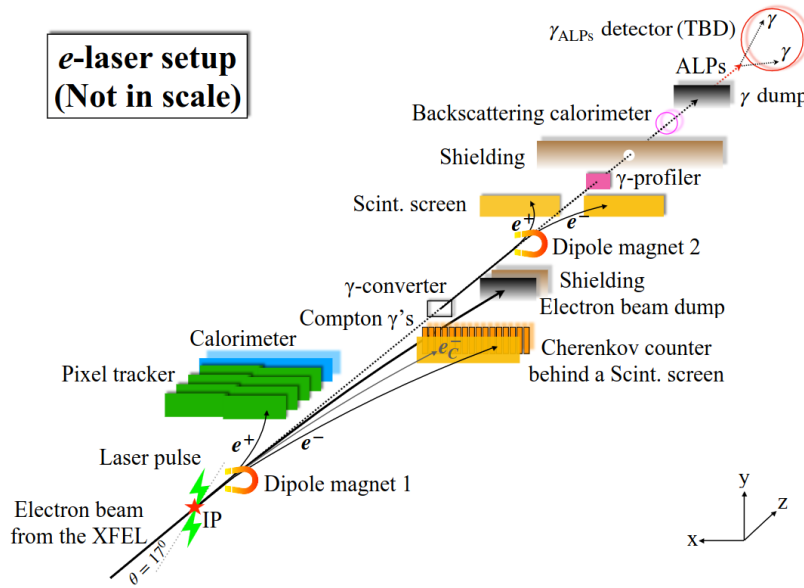 e-laser setup
(Not in scale)
γALPs detector (TBD)
γ
γ
ALPs
γ dump
Backscattering calorimeter
Shielding
γ-profiler
Scint. screen
e+
e−
Dipole magnet 2
γ-converter
Shielding
Electron beam dump
Compton γ's
Calorimeter
e−C
Cherenkov counter
behind a Scint. screen
Pixel tracker
e+
e−
Laser pulse
Dipole magnet 1
Electron beam
from the XFEL
IP
θ = 17⁰
y
z
x